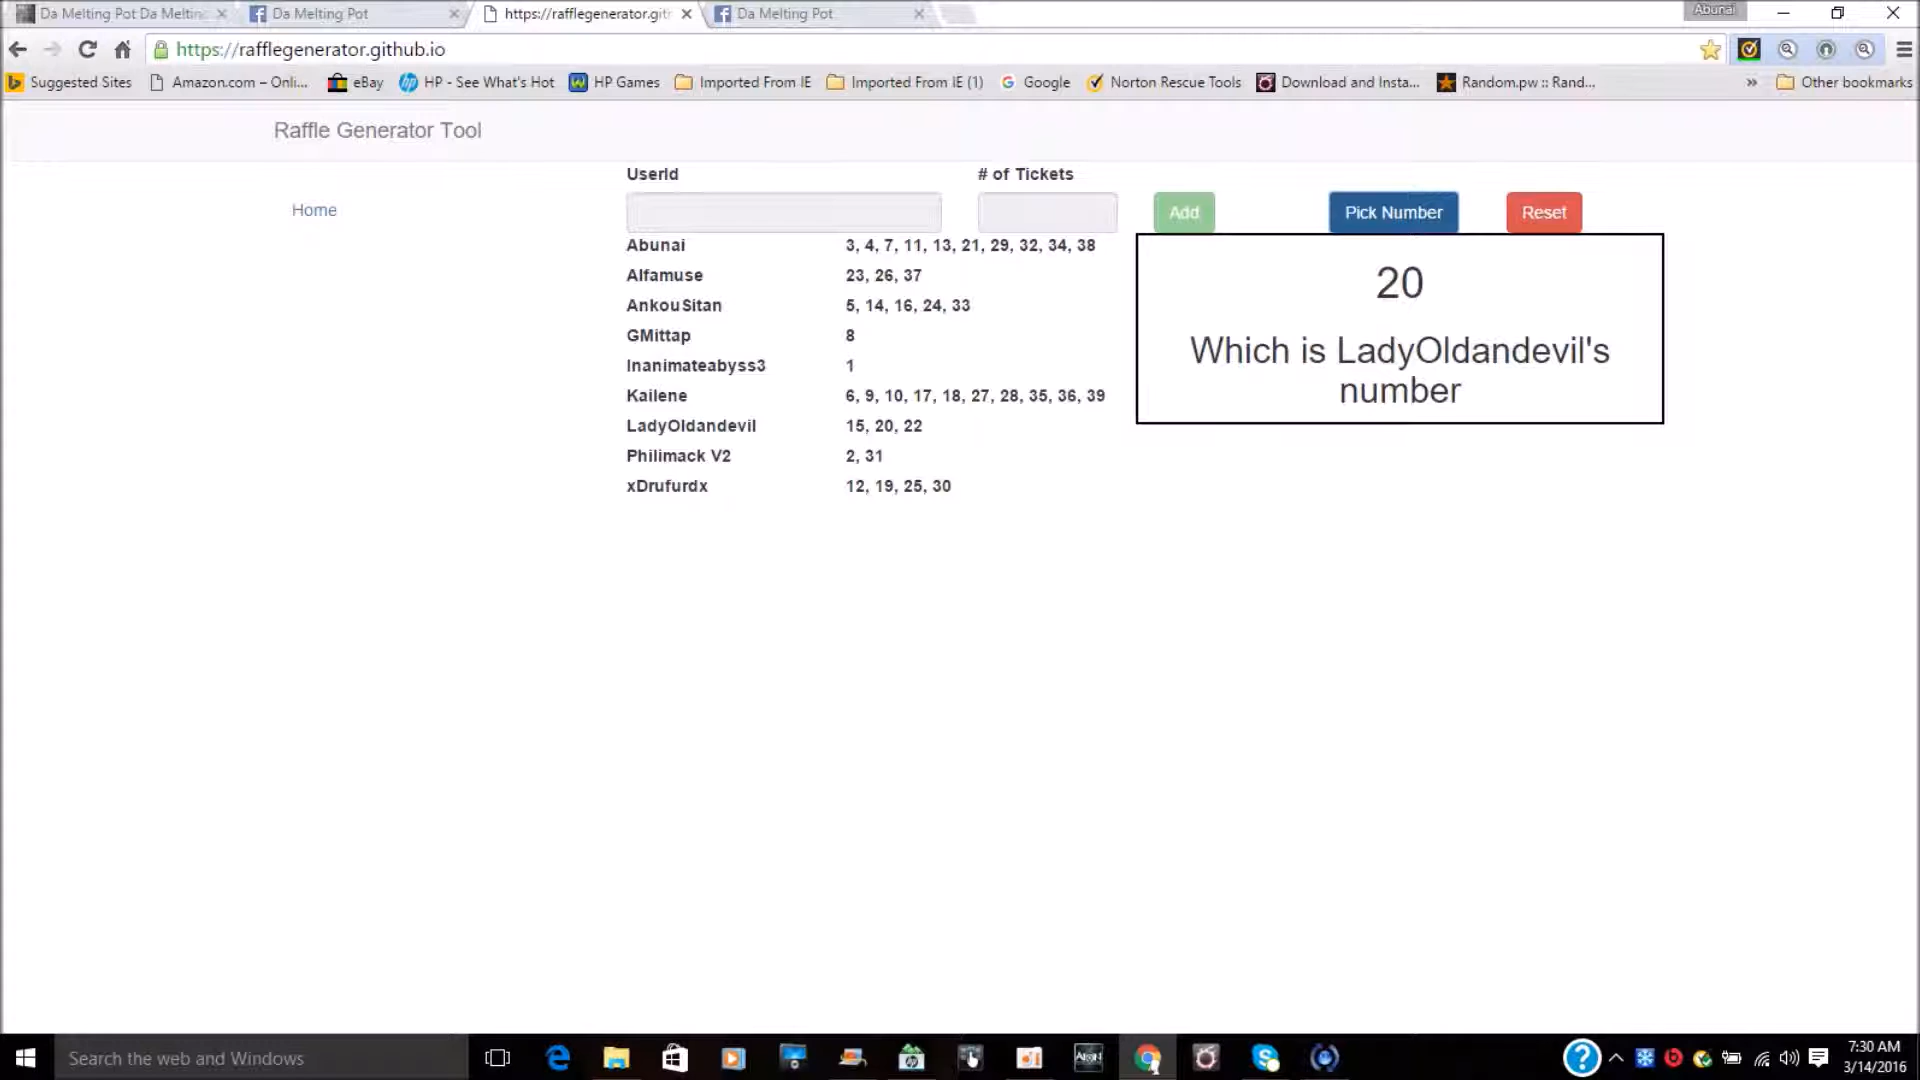 Da Melting Pot Da Meltin
Da Melting Pot
https://rafflegenerator.git
Da Melting Pot
Abunai
https://rafflegenerator.github.io
Suggested Sites
Amazon.com – Onli...
eBay
HP - See What's Hot
HP Games
Imported From IE
Imported From IE (1)
Google
Norton Rescue Tools
Download and Insta...
Random.pw :: Rand...
»
Other bookmarks
Raffle Generator Tool
Home
UserId
# of Tickets
Add
Pick Number
Reset
Abunai 3, 4, 7, 11, 13, 21, 29, 32, 34, 38
Alfamuse 23, 26, 37
AnkouSitan 5, 14, 16, 24, 33
GMittap 8
Inanimateabyss3 1
Kailene 6, 9, 10, 17, 18, 27, 28, 35, 36, 39
LadyOldandevil 15, 20, 22
Philimack V2 2, 31
xDrufurdx 12, 19, 25, 30
20
Which is LadyOldandevil's
number
Search the web and Windows
7:30 AM
3/14/2016